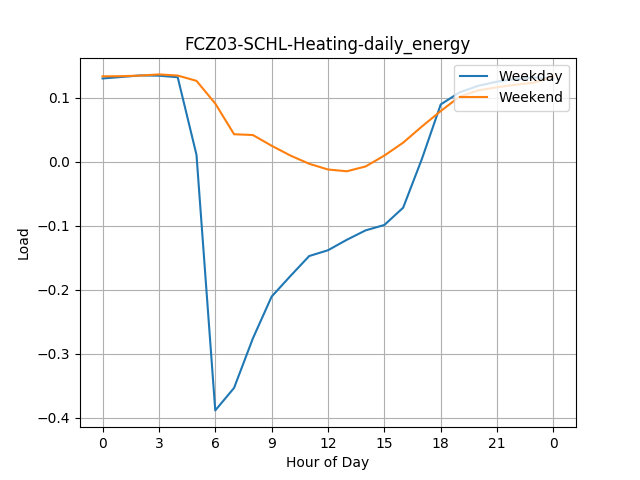 FCZ03-SCHL-Heating-daily_energy
Weekday
Weekend
0.1
0.0
−0.1
−0.2
−0.3
−0.4
Load
0 3 6 9 12 15 18 21 0
Hour of Day